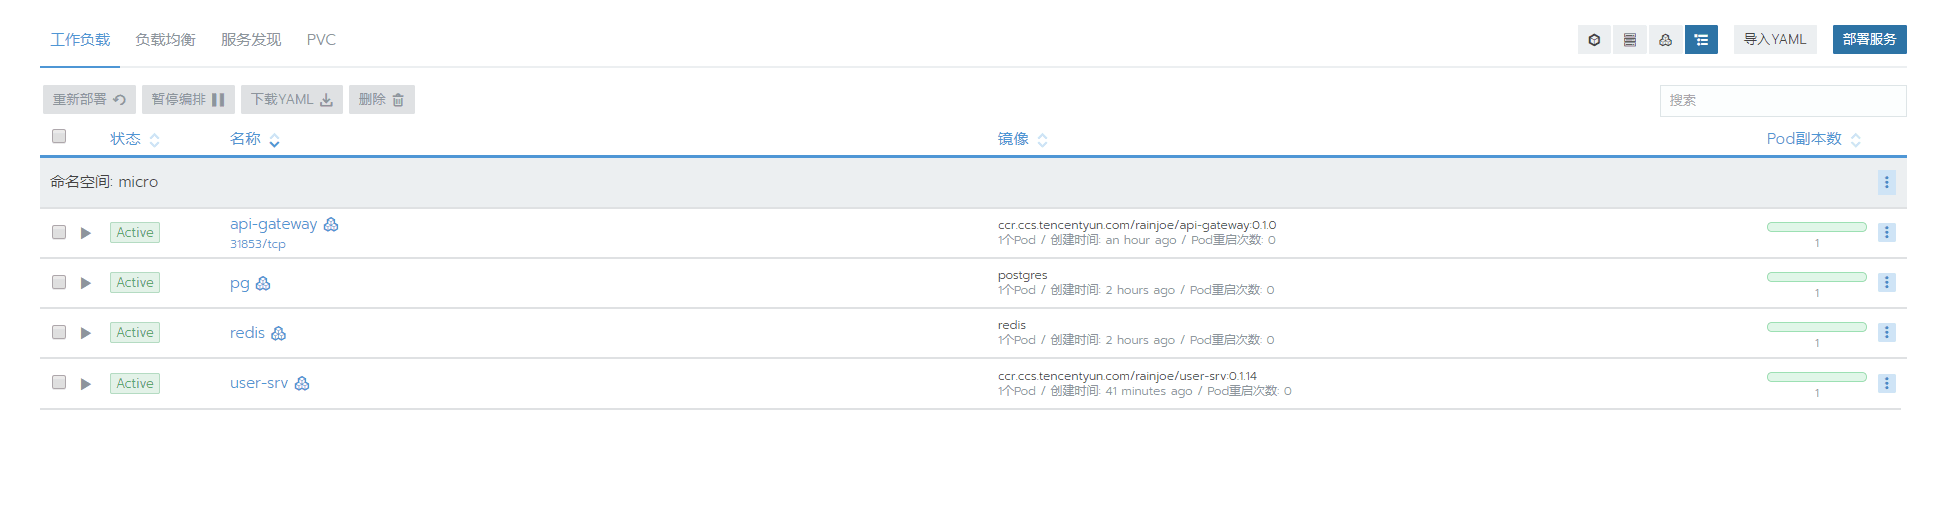 工作负载 负载均衡 服务发现 PVC 导入YAML 部署服务
重新部署 暂停编排 下载YAML 删除 搜索
状态 名称 镜像 Pod副本数
命名空间: micro
Active api-gateway ccr.ccs.tencentyun.com/rainjoe/api-gateway:0.1.0
31853/tcp 1个Pod / 创建时间: an hour ago / Pod重启次数: 0 1
Active pg postgres
1个Pod / 创建时间: 2 hours ago / Pod重启次数: 0 1
Active redis redis
1个Pod / 创建时间: 2 hours ago / Pod重启次数: 0 1
Active user-srv ccr.ccs.tencentyun.com/rainjoe/user-srv:0.1.14
1个Pod / 创建时间: 41 minutes ago / Pod重启次数: 0 1